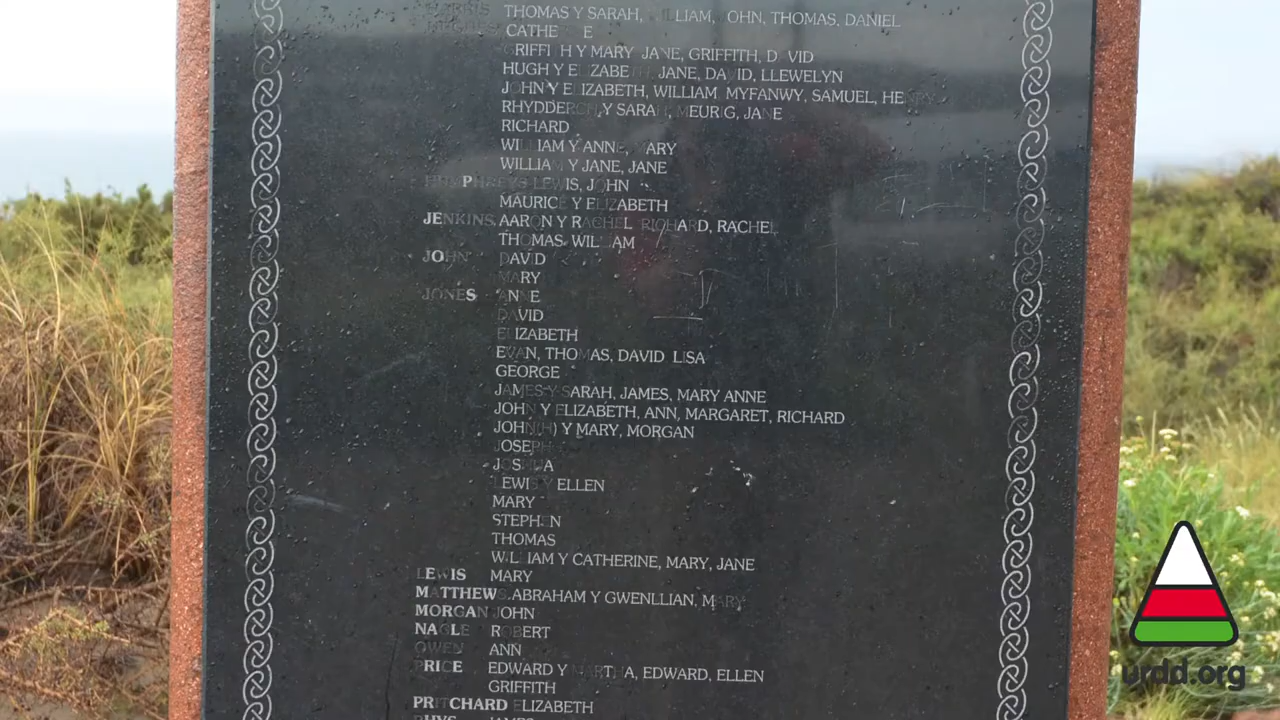 THOMAS Y SARAH, WILLIAM, JOHN, THOMAS, DANIEL
CATHERINE
GRIFFITH Y MARY JANE, GRIFFITH, DAVID
HUGH Y ELIZABETH, JANE, DAVID, LLEWELYN
JOHN Y ELIZABETH, WILLIAM, MYFANWY, SAMUEL, HENRY
RHYDDERCH Y SARAH, MEURIG, JANE
RICHARD
WILLIAM Y ANNE, MARY
WILLIAM Y JANE, JANE
HUMPHREYS LEWIS, JOHN
MAURICE Y ELIZABETH
JENKINS AARON Y RACHEL, RICHARD, RACHEL
THOMAS, WILLIAM
JOHN DAVID
MARY
JONES ANNE
DAVID
ELIZABETH
EVAN, THOMAS, DAVID, LISA
GEORGE
JAMES Y SARAH, JAMES, MARY ANNE
JOHN Y ELIZABETH, ANN, MARGARET, RICHARD
JOHN(H) Y MARY, MORGAN
JOSEPH
JOSHUA
LEWIS Y ELLEN
MARY
STEPHEN
THOMAS
WILLIAM Y CATHERINE, MARY, JANE
LEWIS MARY
MATTHEWS ABRAHAM Y GWENLLIAN, MARY
MORGAN JOHN
NAGLE ROBERT
OWEN ANN
PRICE EDWARD Y MARTHA, EDWARD, ELLEN
GRIFFITH
PRITCHARD ELIZABETH
RHYS JAMES
urdd.org